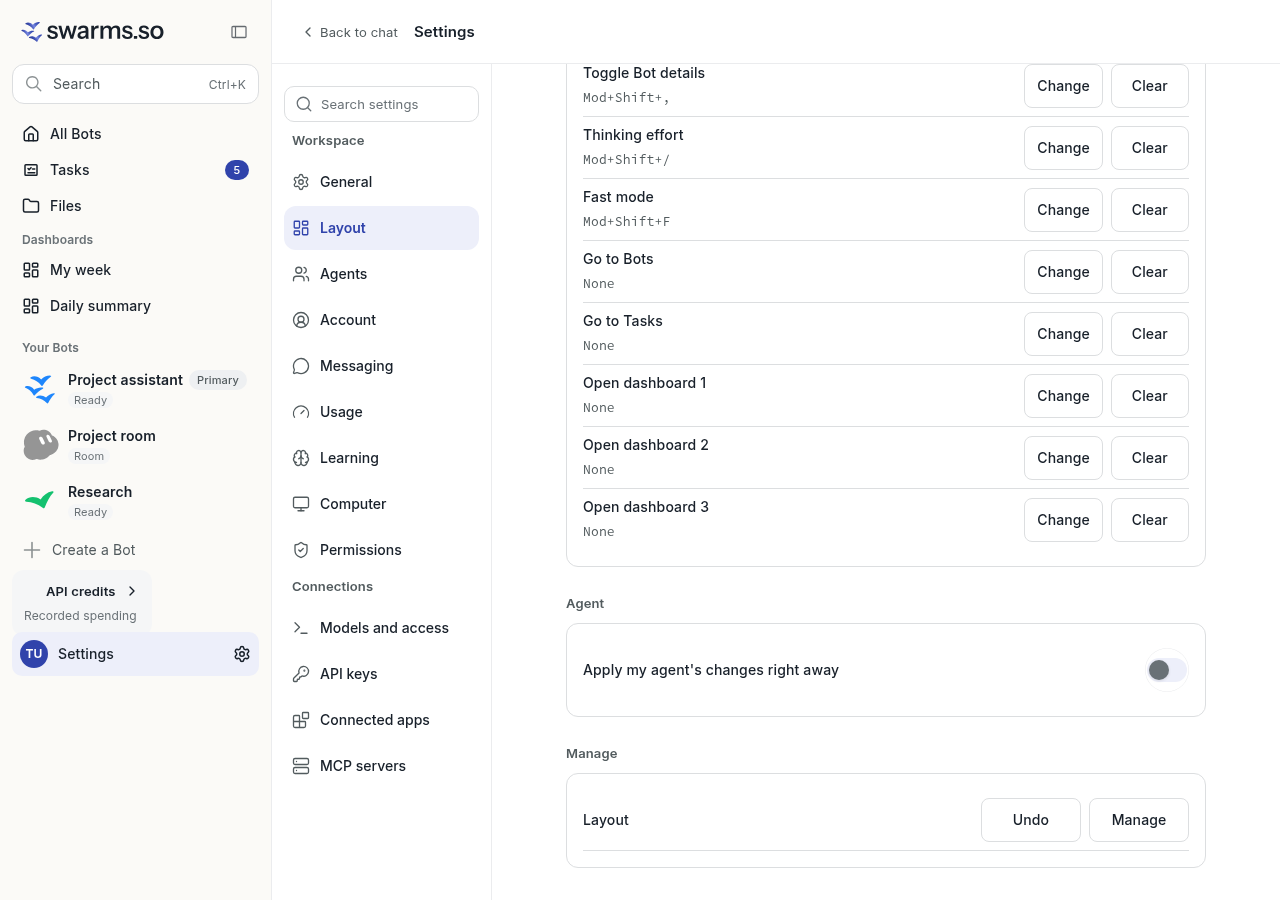 swarms.so
Search
Ctrl+K
All Bots
Tasks
5
Files
Dashboards
My week
Daily summary
Your Bots
Project assistant
Primary
Ready
Project room
Room
Research
Ready
Create a Bot
API credits
Recorded spending
TU
Settings
Back to chat
Settings
Search settings
Workspace
General
Layout
Agents
Account
Messaging
Usage
Learning
Computer
Permissions
Connections
Models and access
API keys
Connected apps
MCP servers
Toggle Bot details
Mod+Shift+,
Change
Clear
Thinking effort
Mod+Shift+/
Change
Clear
Fast mode
Mod+Shift+F
Change
Clear
Go to Bots
None
Change
Clear
Go to Tasks
None
Change
Clear
Open dashboard 1
None
Change
Clear
Open dashboard 2
None
Change
Clear
Open dashboard 3
None
Change
Clear
Agent
Apply my agent's changes right away
Manage
Layout
Undo
Manage